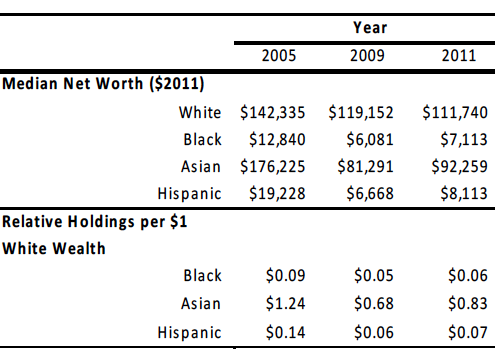 Year
2005 2009 2011
Median Net Worth ($2011)
White $142,335 $119,152 $111,740
Black $12,840 $6,081 $7,113
Asian $176,225 $81,291 $92,259
Hispanic $19,228 $6,668 $8,113
Relative Holdings per $1
White Wealth
Black $0.09 $0.05 $0.06
Asian $1.24 $0.68 $0.83
Hispanic $0.14 $0.06 $0.07